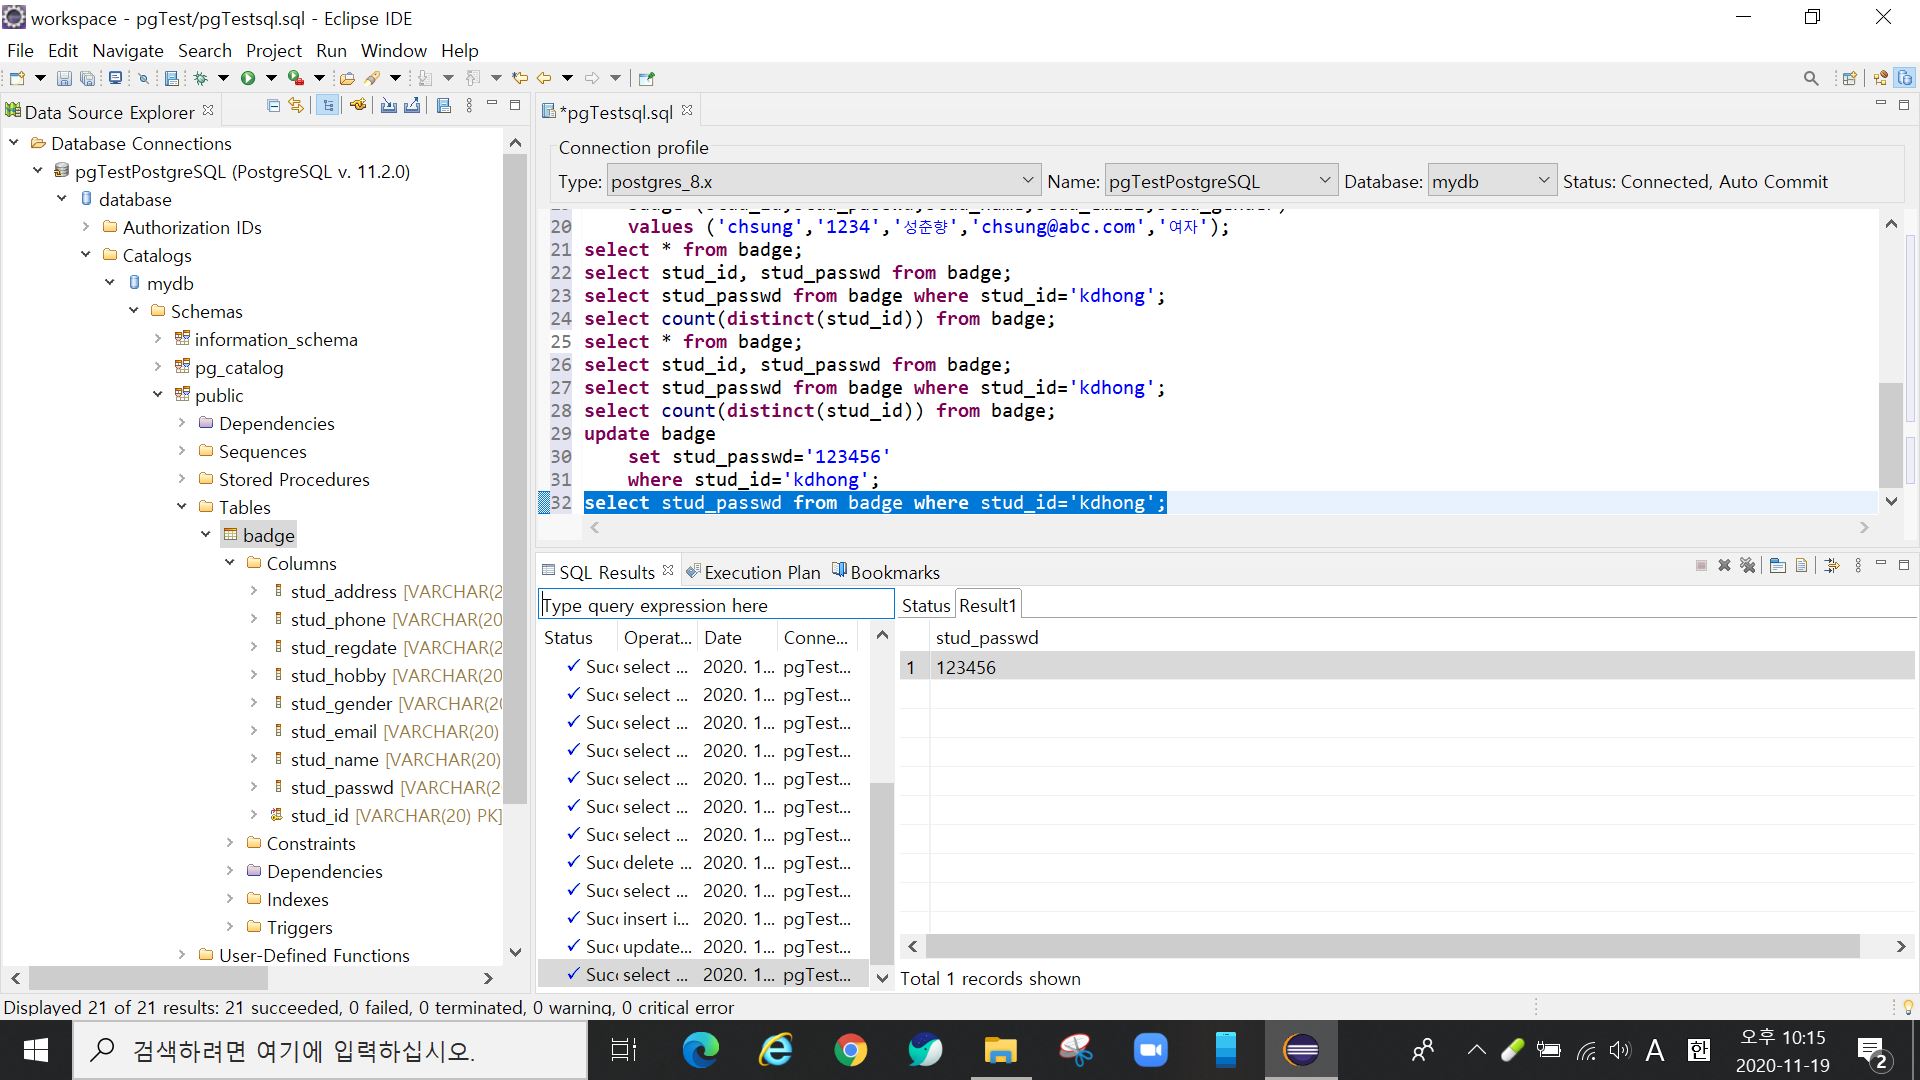 workspace - pgTest/pgTestsql.sql - Eclipse IDE
File Edit Navigate Search Project Run Window Help
Data Source Explorer
Database Connections
pgTestPostgreSQL (PostgreSQL v. 11.2.0)
database
Authorization IDs
Catalogs
mydb
Schemas
information_schema
pg_catalog
public
Dependencies
Sequences
Stored Procedures
Tables
badge
Columns
stud_address [VARCHAR(2
stud_phone [VARCHAR(20
stud_regdate [VARCHAR(2
stud_hobby [VARCHAR(20
stud_gender [VARCHAR(20
stud_email [VARCHAR(20)
stud_name [VARCHAR(20)
stud_passwd [VARCHAR(2
stud_id [VARCHAR(20) PK]
Constraints
Dependencies
Indexes
Triggers
User-Defined Functions
*pgTestsql.sql
Connection profile
Type: postgres_8.x Name: pgTestPostgreSQL Database: mydb Status: Connected, Auto Commit
20 values ('chsung','1234','성춘향','chsung@abc.com','여자');
21 select * from badge;
22 select stud_id, stud_passwd from badge;
23 select stud_passwd from badge where stud_id='kdhong';
24 select count(distinct(stud_id)) from badge;
25 select * from badge;
26 select stud_id, stud_passwd from badge;
27 select stud_passwd from badge where stud_id='kdhong';
28 select count(distinct(stud_id)) from badge;
29 update badge
30 set stud_passwd='123456'
31 where stud_id='kdhong';
32 select stud_passwd from badge where stud_id='kdhong';
SQL Results Execution Plan Bookmarks
Type query expression here
Status Operat... Date Conne...
Succ select ... 2020. 1... pgTest...
Succ select ... 2020. 1... pgTest...
Succ select ... 2020. 1... pgTest...
Succ select ... 2020. 1... pgTest...
Succ select ... 2020. 1... pgTest...
Succ select ... 2020. 1... pgTest...
Succ select ... 2020. 1... pgTest...
Succ delete ... 2020. 1... pgTest...
Succ select ... 2020. 1... pgTest...
Succ insert i... 2020. 1... pgTest...
Succ update... 2020. 1... pgTest...
Succ select ... 2020. 1... pgTest...
Status Result1
stud_passwd
1 123456
Total 1 records shown
Displayed 21 of 21 results: 21 succeeded, 0 failed, 0 terminated, 0 warning, 0 critical error
검색하려면 여기에 입력하십시오.
A 한
오후 10:15
2020-11-19
2